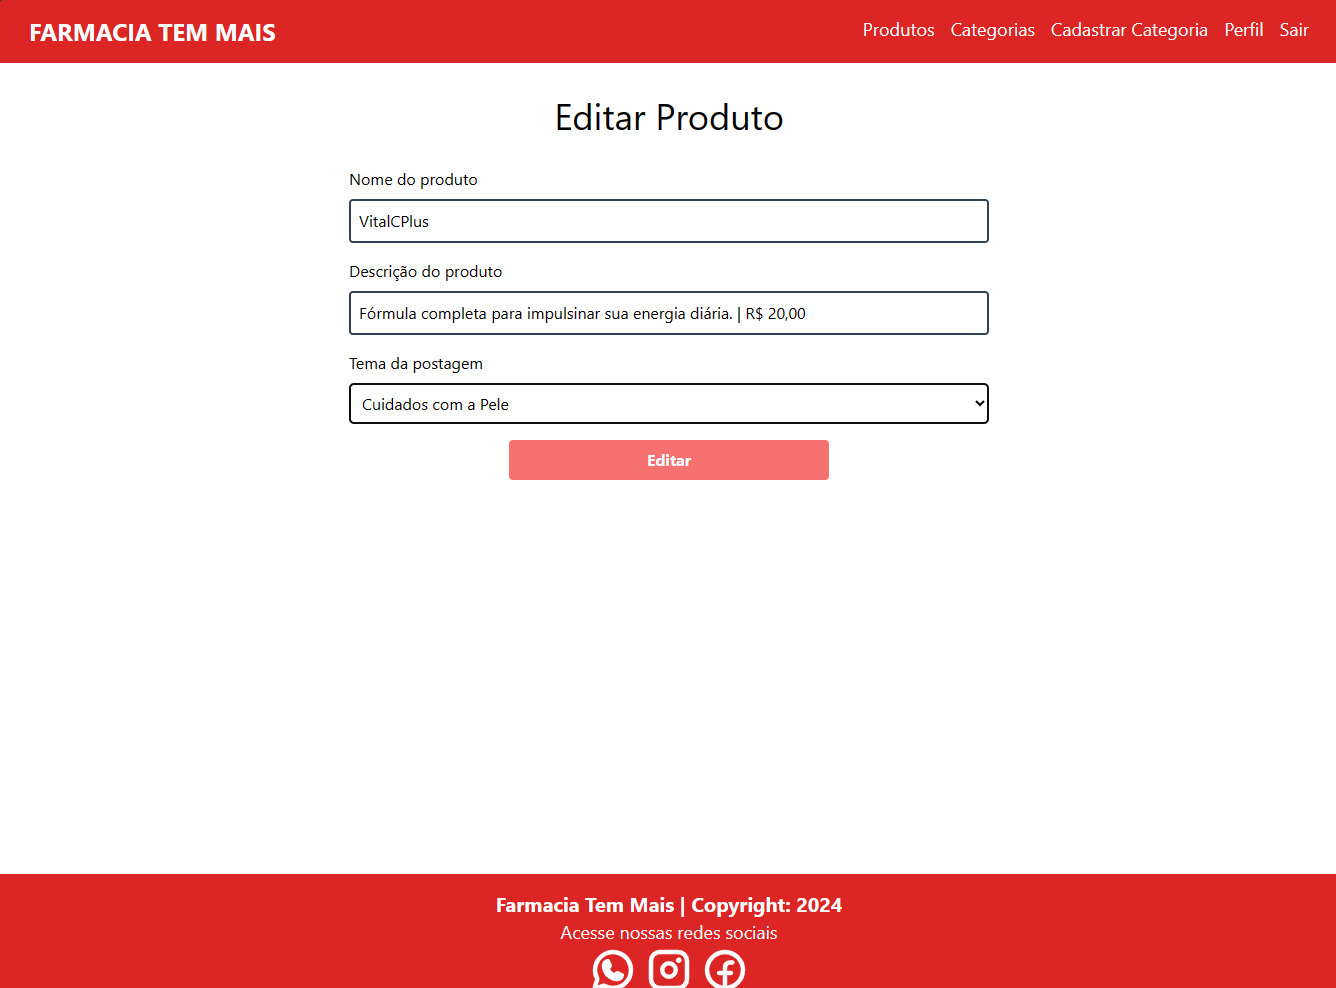 FARMACIA TEM MAIS
Produtos Categorias Cadastrar Categoria Perfil Sair
Editar Produto
Nome do produto
VitalCPlus
Descrição do produto
Fórmula completa para impulsinar sua energia diária. | R$ 20,00
Tema da postagem
Cuidados com a Pele
Editar
Farmacia Tem Mais | Copyright: 2024
Acesse nossas redes sociais